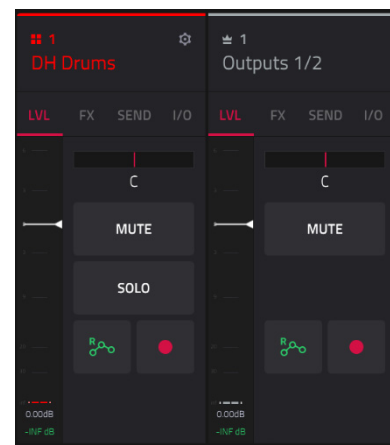 1
DH Drums
LVL FX SEND I/O
C
MUTE
SOLO
R
0.00dB
-INF dB
1
Outputs 1/2
LVL FX SEND I/O
C
MUTE
R
0.00dB
-INF dB